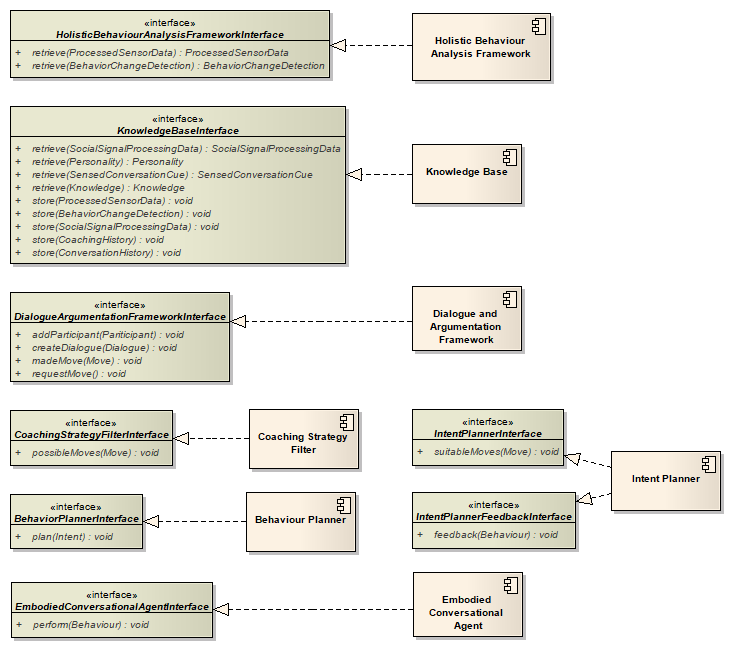 «interface»
HolisticBehaviourAnalysisFrameworkInterface
+ retrieve(ProcessedSensorData) : ProcessedSensorData
+ retrieve(BehaviorChangeDetection) : BehaviorChangeDetection
Holistic Behaviour
Analysis Framework
«interface»
KnowledgeBaseInterface
+ retrieve(SocialSignalProcessingData) : SocialSignalProcessingData
+ retrieve(Personality) : Personality
+ retrieve(SensedConversationCue) : SensedConversationCue
+ retrieve(Knowledge) : Knowledge
+ store(ProcessedSensorData) : void
+ store(BehaviorChangeDetection) : void
+ store(SocialSignalProcessingData) : void
+ store(CoachingHistory) : void
+ store(ConversationHistory) : void
Knowledge Base
«interface»
DialogueArgumentationFrameworkInterface
+ addParticipant(Pariticipant) : void
+ createDialogue(Dialogue) : void
+ madeMove(Move) : void
+ requestMove() : void
Dialogue and
Argumentation
Framework
«interface»
CoachingStrategyFilterInterface
+ possibleMoves(Move) : void
Coaching Strategy
Filter
«interface»
IntentPlannerInterface
+ suitableMoves(Move) : void
Intent Planner
«interface»
BehaviorPlannerInterface
+ plan(Intent) : void
Behaviour Planner
«interface»
IntentPlannerFeedbackInterface
+ feedback(Behaviour) : void
«interface»
EmbodiedConversationalAgentInterface
+ perform(Behaviour) : void
Embodied
Conversational
Agent